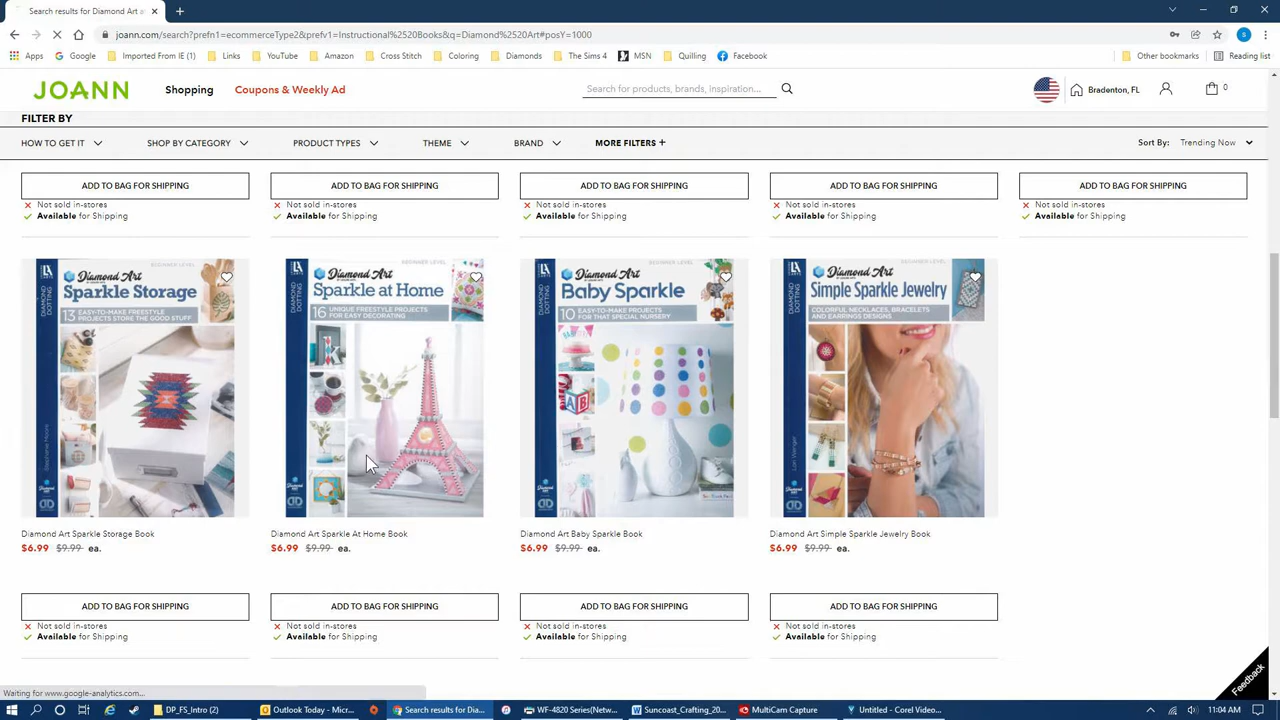 Search results for Diamond Art a
joann.com/search?prefn1=ecommerceType2&prefv1=Instructional%2520Books&q=Diamond%2520Art#posY=1000
Apps Google Imported From IE (1) Links YouTube Amazon Cross Stitch Coloring Diamonds The Sims 4 MSN Quilling Facebook Other bookmarks Reading list
JOANN Shopping Coupons & Weekly Ad Search for products, brands, inspiration... Bradenton, FL 0
FILTER BY
HOW TO GET IT SHOP BY CATEGORY PRODUCT TYPES THEME BRAND MORE FILTERS + Sort By: Trending Now
ADD TO BAG FOR SHIPPING ADD TO BAG FOR SHIPPING ADD TO BAG FOR SHIPPING ADD TO BAG FOR SHIPPING ADD TO BAG FOR SHIPPING
Not sold in-stores Not sold in-stores Not sold in-stores Not sold in-stores Not sold in-stores
Available for Shipping Available for Shipping Available for Shipping Available for Shipping Available for Shipping
BEGINNER LEVEL
Diamond Art
Sparkle Storage
13 EASY-TO-MAKE FREESTYLE
PROJECTS STORE THE GOOD STUFF
DIAMOND DOTTING
Stephanie Moore
BEGINNER LEVEL
Diamond Art
Sparkle at Home
16 UNIQUE FREESTYLE PROJECTS
FOR EASY DECORATING
DIAMOND DOTTING
BEGINNER LEVEL
Diamond Art
Baby Sparkle
10 EASY-TO-MAKE PROJECTS
FOR THAT SPECIAL NURSERY
DIAMOND DOTTING
BEGINNER LEVEL
Diamond Art
Simple Sparkle Jewelry
COLORFUL NECKLACES, BRACELETS
AND EARRINGS DESIGNS
DIAMOND DOTTING
Lori Wenger
Diamond Art Sparkle Storage Book Diamond Art Sparkle At Home Book Diamond Art Baby Sparkle Book Diamond Art Simple Sparkle Jewelry Book
$6.99 $9.99 ea. $6.99 $9.99 ea. $6.99 $9.99 ea. $6.99 $9.99 ea.
ADD TO BAG FOR SHIPPING ADD TO BAG FOR SHIPPING ADD TO BAG FOR SHIPPING ADD TO BAG FOR SHIPPING
Not sold in-stores Not sold in-stores Not sold in-stores Not sold in-stores
Available for Shipping Available for Shipping Available for Shipping Available for Shipping
Feedback
Waiting for www.google-analytics.com...
DP_FS_Intro (2) Outlook Today - Micr... Search results for Dia... WF-4820 Series(Netw... Suncoast_Crafting_20... MultiCam Capture Untitled - Corel Video... 11:04 AM